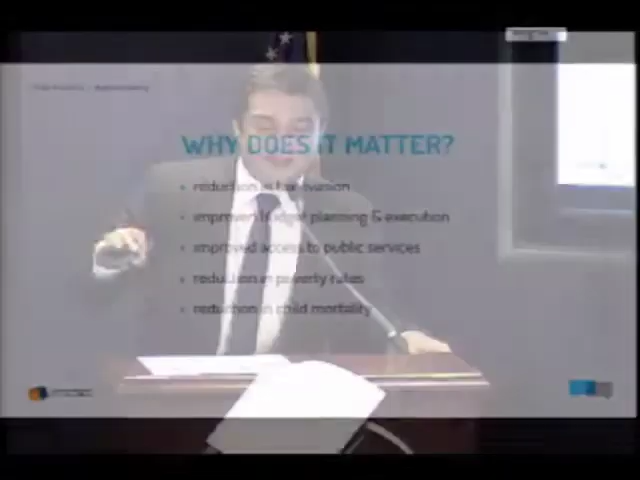 WHY DOES IT MATTER?
reduction in tax evasion
improved budget planning & execution
improved access to public services
reduction in poverty rates
reduction in child mortality